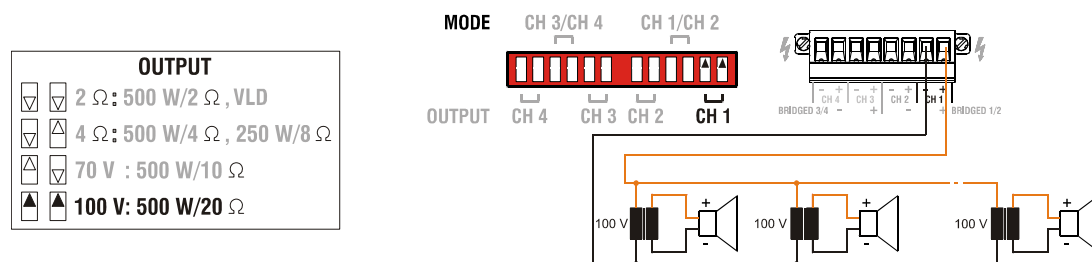 OUTPUT
2 Ω: 500 W/2 Ω , VLD
4 Ω: 500 W/4 Ω , 250 W/8 Ω
70 V : 500 W/10 Ω
100 V: 500 W/20 Ω
MODE CH 3/CH 4 CH 1/CH 2
OUTPUT CH 4 CH 3 CH 2 CH 1
- + - + - + - +
CH 4 CH 3 CH 2 CH 1
BRIDGED 3/4 - + - + BRIDGED 1/2
100 V + -
100 V + -
100 V + -